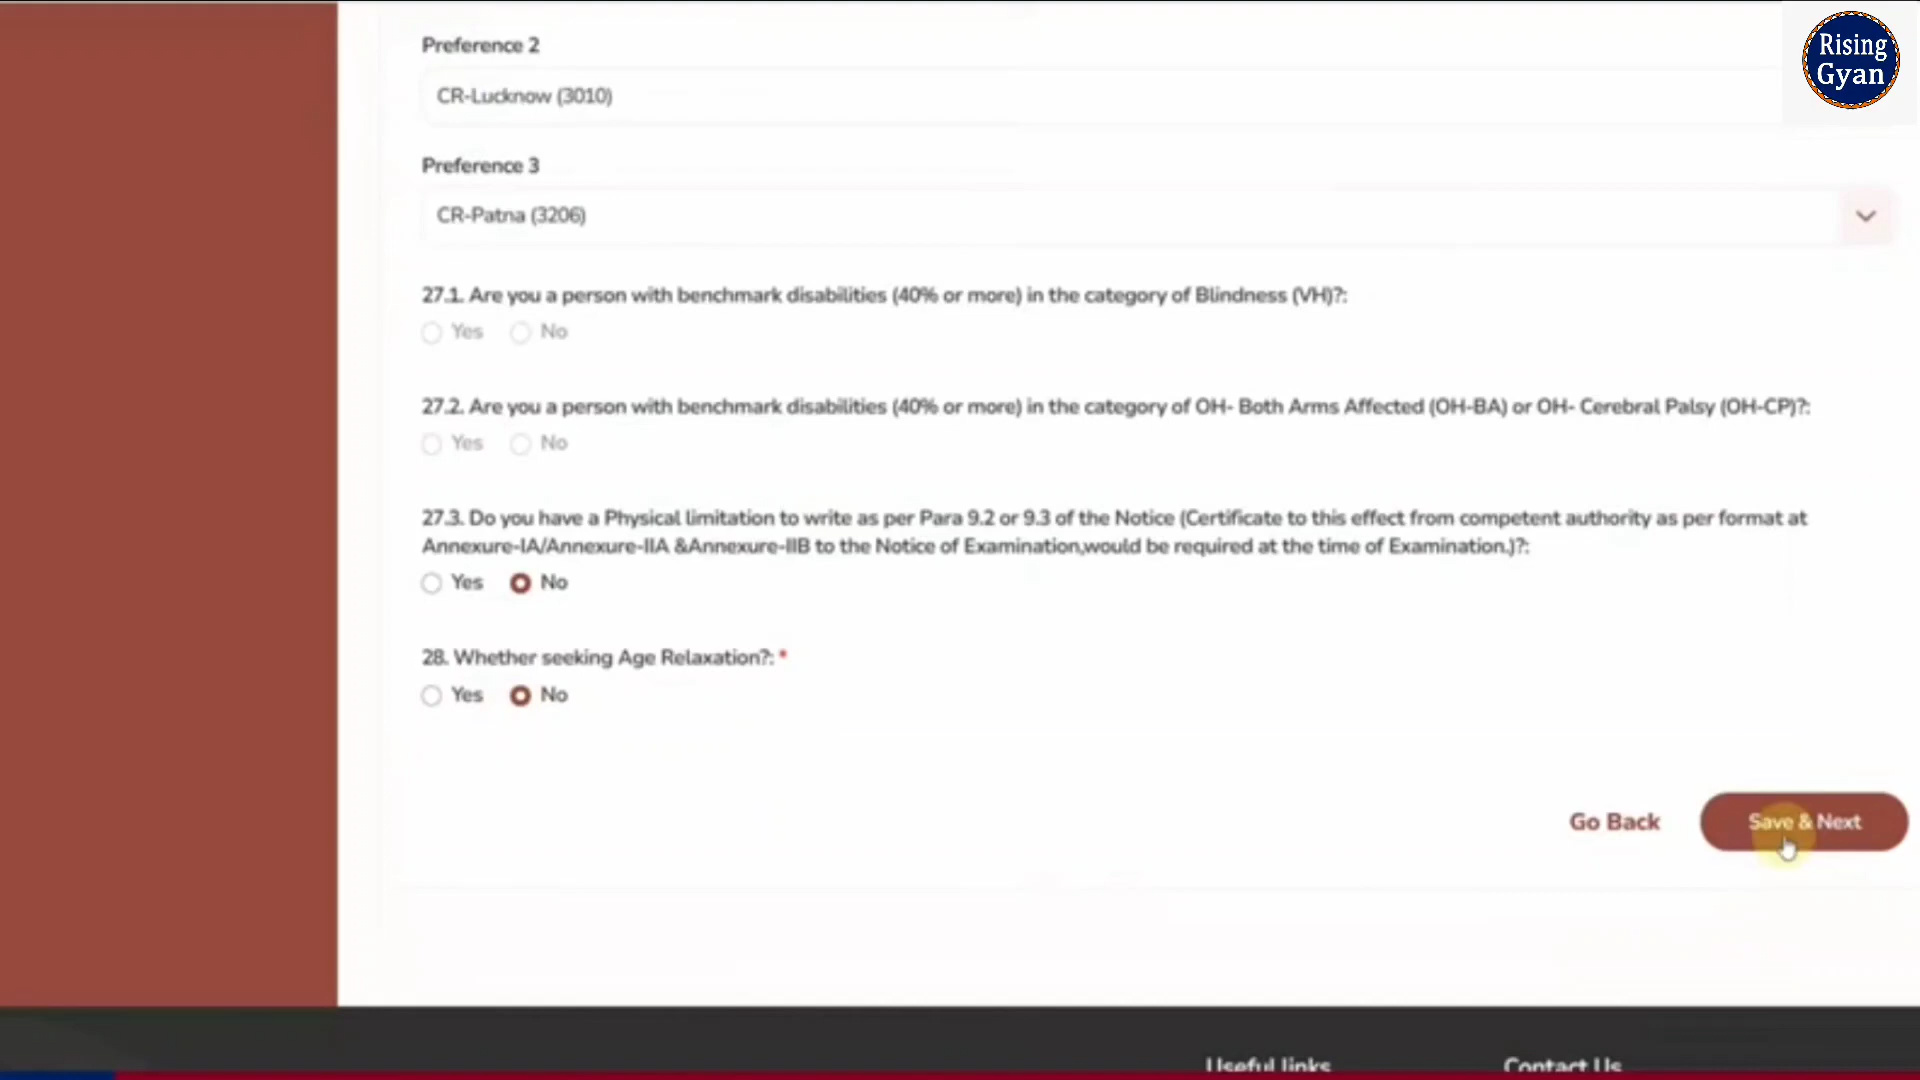 Rising
Gyan
Preference 2
CR-Lucknow (3010)
Preference 3
CR-Patna (3206)
27.1. Are you a person with benchmark disabilities (40% or more) in the category of Blindness (VH)?:
Yes No
27.2. Are you a person with benchmark disabilities (40% or more) in the category of OH- Both Arms Affected (OH-BA) or OH- Cerebral Palsy (OH-CP)?:
Yes No
27.3. Do you have a Physical limitation to write as per Para 9.2 or 9.3 of the Notice (Certificate to this effect from competent authority as per format at
Annexure-IA/Annexure-IIA &Annexure-IIB to the Notice of Examination,would be required at the time of Examination.)?:
Yes No
28. Whether seeking Age Relaxation?: *
Yes No
Go Back Save & Next
Useful links Contact Us